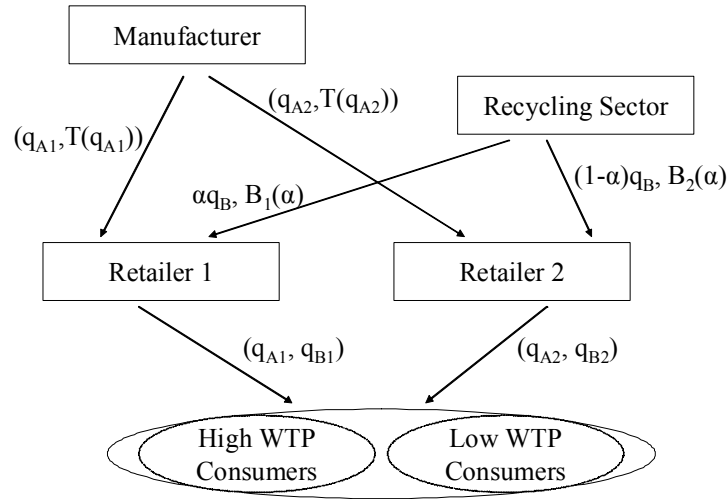 Manufacturer
Recycling Sector
(q_A1,T(q_A1))
(q_A2,T(q_A2))
αq_B, B_1(α)
(1-α)q_B, B_2(α)
Retailer 1
Retailer 2
(q_A1, q_B1)
(q_A2, q_B2)
High WTP
Consumers
Low WTP
Consumers